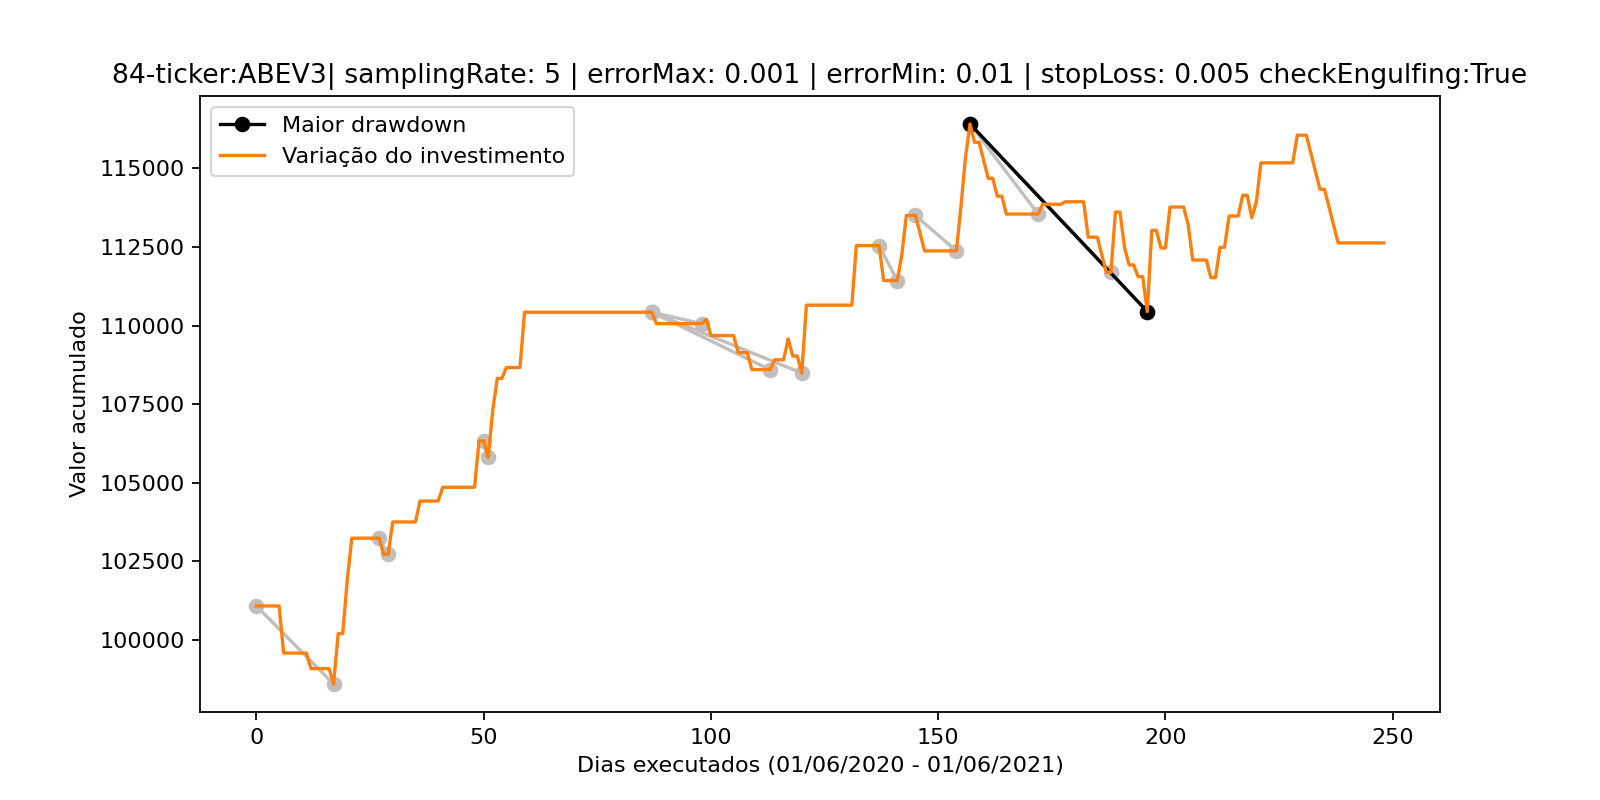 84-ticker:ABEV3| samplingRate: 5 | errorMax: 0.001 | errorMin: 0.01 | stopLoss: 0.005 checkEngulfing:True
Maior drawdown
Variação do investimento
Valor acumulado
115000
112500
110000
107500
105000
102500
100000
0 50 100 150 200 250
Dias executados (01/06/2020 - 01/06/2021)